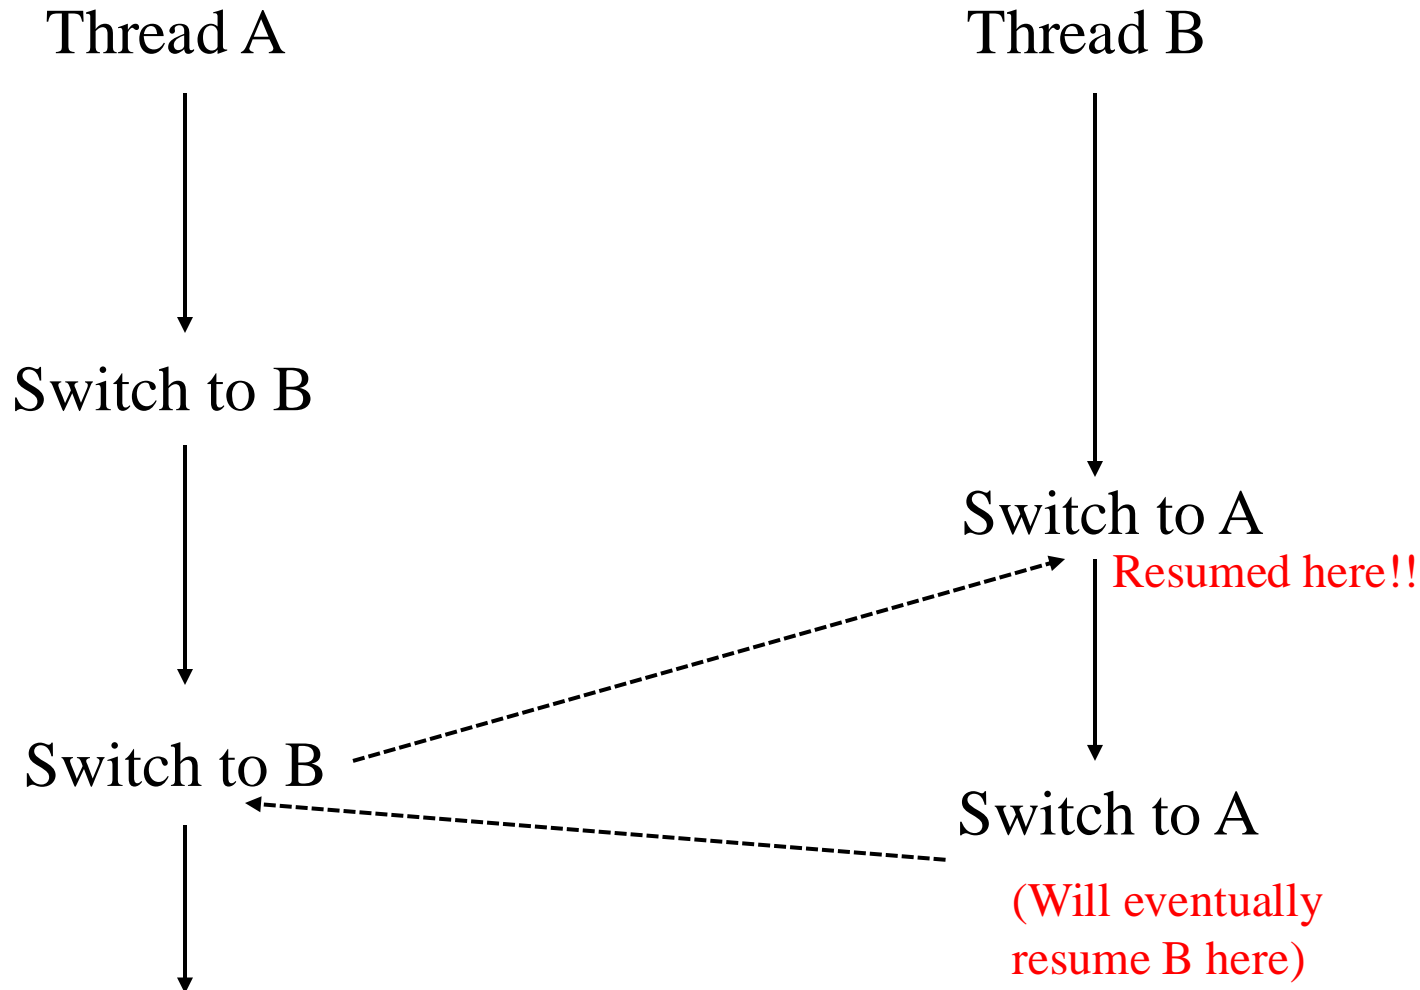 Thread A
Thread B
Switch to B
Switch to A
Resumed here!!
Switch to B
Switch to A
(Will eventually
resume B here)